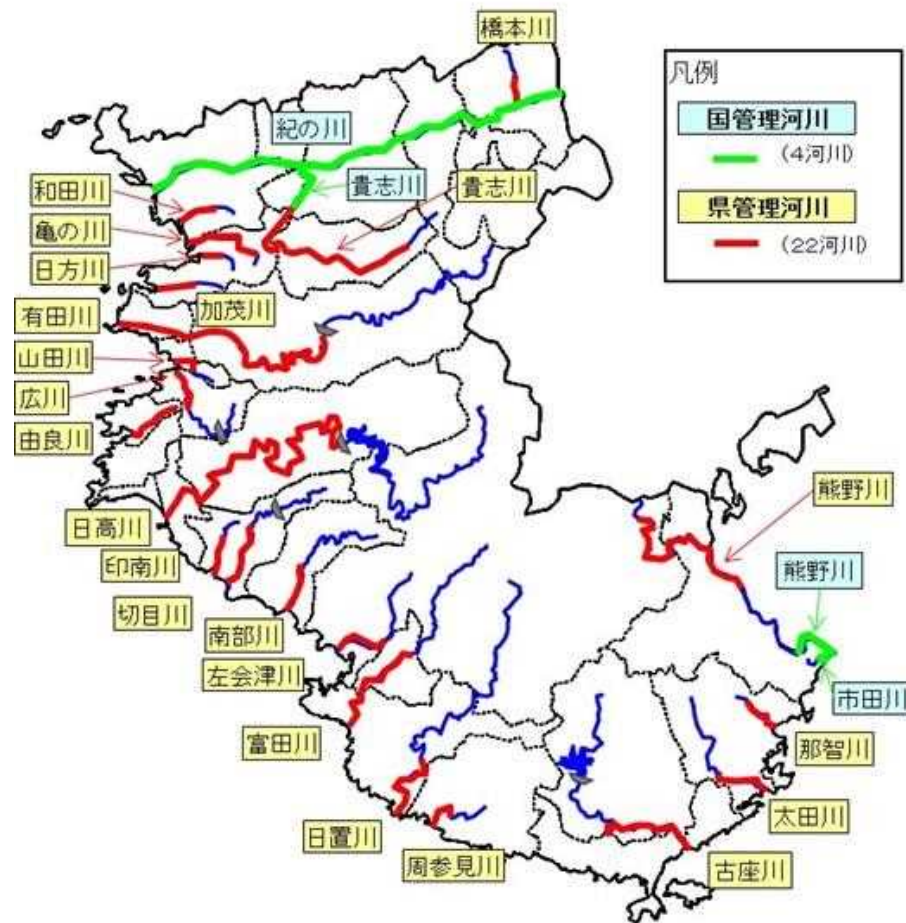 橋本川
凡例
国管理河川
(4河川)
県管理河川
(22河川)
紀の川
貴志川
貴志川
和田川
亀の川
日方川
加茂川
有田川
山田川
広川
由良川
日高川
印南川
切目川
南部川
左会津川
富田川
日置川
周参見川
熊野川
熊野川
市田川
那智川
太田川
古座川